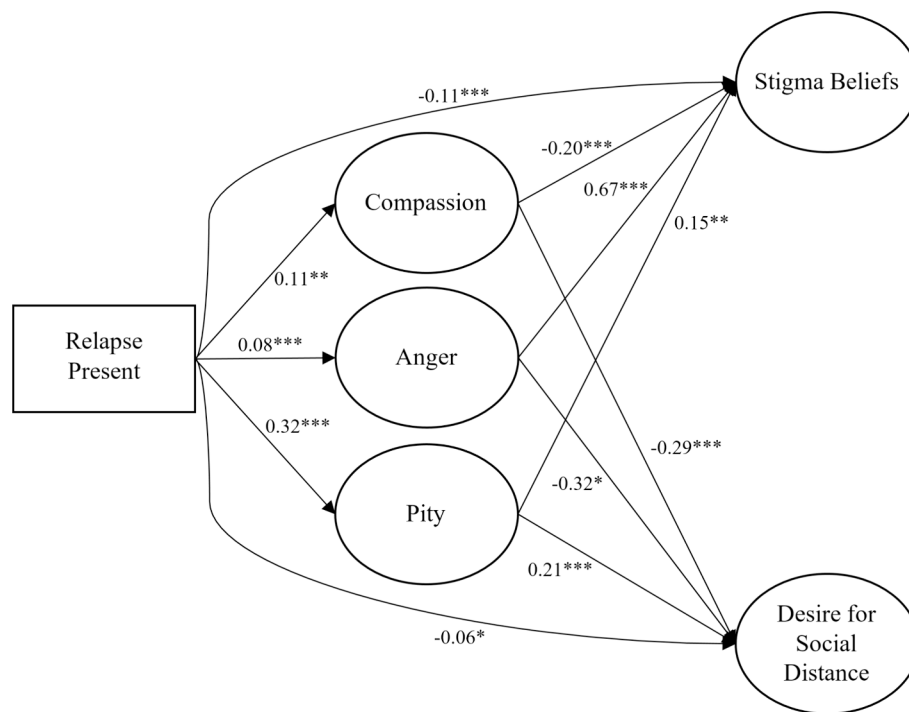 Stigma Beliefs
-0.11***
-0.20***
Compassion
0.67***
0.15**
0.11**
Relapse
Present
0.08***
Anger
0.32***
-0.29***
-0.32*
Pity
0.21***
Desire for
Social
Distance
-0.06*